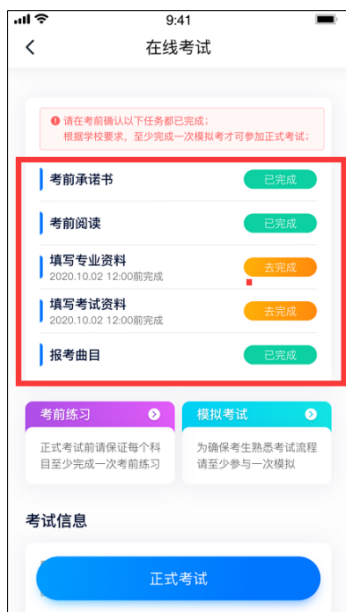 9:41
在线考试
请在考前确认以下任务都已完成；
根据学校要求，至少完成一次模拟考才可参加正式考试；
考前承诺书 已完成
考前阅读 已完成
填写专业资料 去完成
2020.10.02 12:00前完成
填写考试资料 去完成
2020.10.02 12:00前完成
报考曲目 已完成
考前练习
正式考试前请保证每个科
目至少完成一次考前练习
模拟考试
为确保考生熟悉考试流程
请至少参与一次模拟
考试信息
正式考试